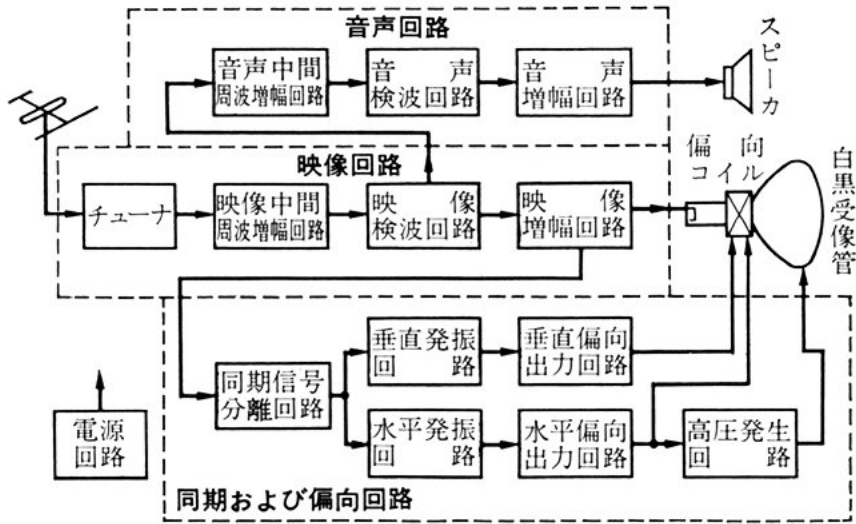 音声回路
音声中間
周波増幅回路
音声
検波回路
音声
増幅回路
スピーカ
映像回路
チューナ
映像中間
周波増幅回路
映像
検波回路
映像
増幅回路
偏向
コイル
白黒受像管
同期信号
分離回路
垂直発振
回路
垂直偏向
出力回路
水平発振
回路
水平偏向
出力回路
高圧発生
回路
電源
回路
同期および偏向回路